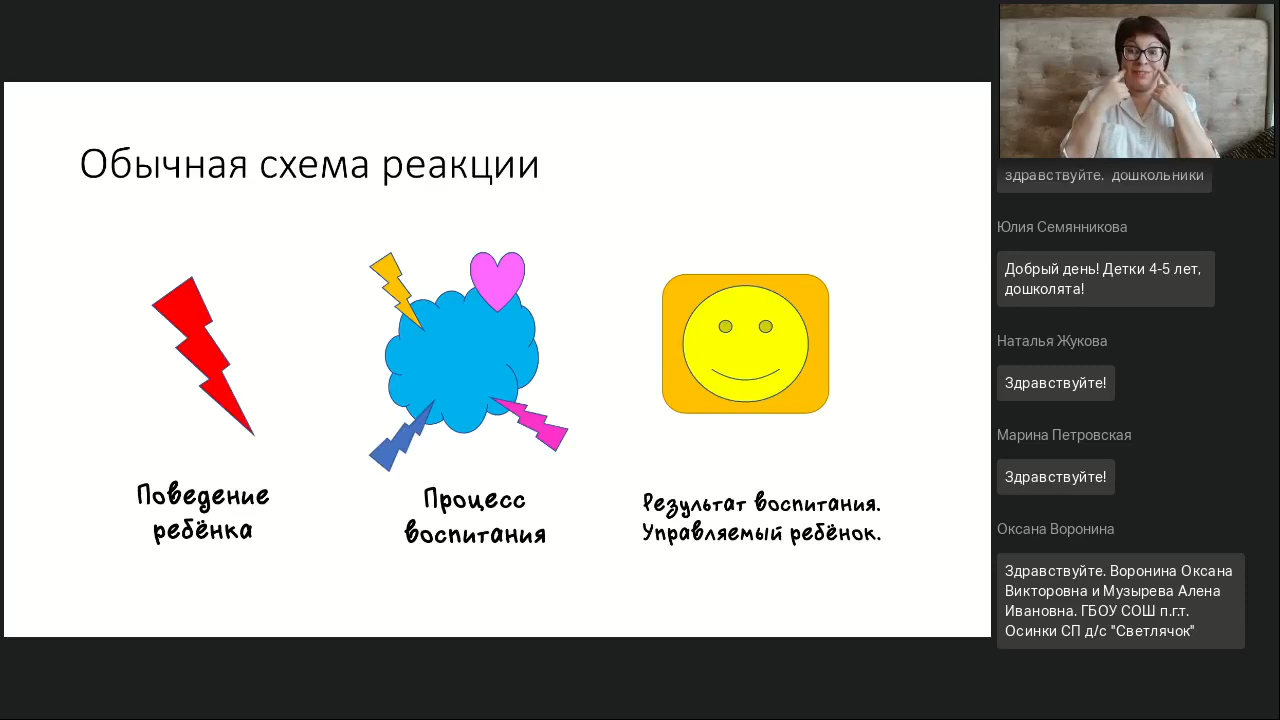 Обычная схема реакции
Поведение
ребёнка
Процесс
воспитания
Результат воспитания.
Управляемый ребёнок.
здравствуйте. дошкольники
Юлия Семянникова
Добрый день! Детки 4-5 лет,
дошколята!
Наталья Жукова
Здравствуйте!
Марина Петровская
Здравствуйте!
Оксана Воронина
Здравствуйте. Воронина Оксана
Викторовна и Музырева Алена
Ивановна. ГБОУ СОШ п.г.т.
Осинки СП д/с "Светлячок"